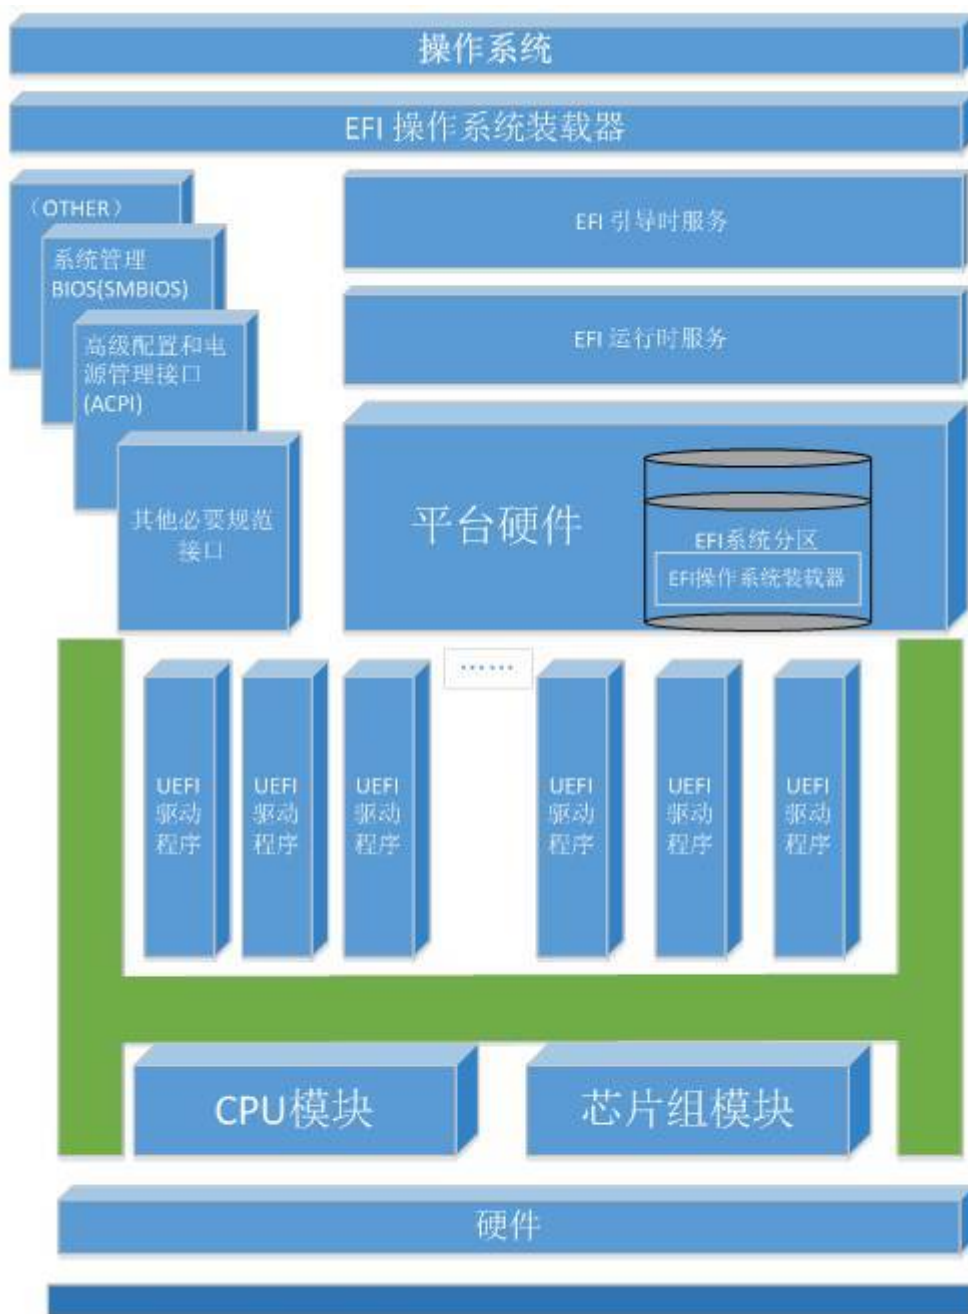 操作系统
EFI 操作系统装载器
（OTHER）
系统管理
BIOS(SMBIOS)
高级配置和电
源管理接口
(ACPI)
其他必要规范
接口
EFI 引导时服务
EFI 运行时服务
平台硬件
EFI系统分区
EFI操作系统装载器
......
UEFI
驱动
程序
UEFI
驱动
程序
UEFI
驱动
程序
UEFI
驱动
程序
UEFI
驱动
程序
UEFI
驱动
程序
CPU模块
芯片组模块
硬件